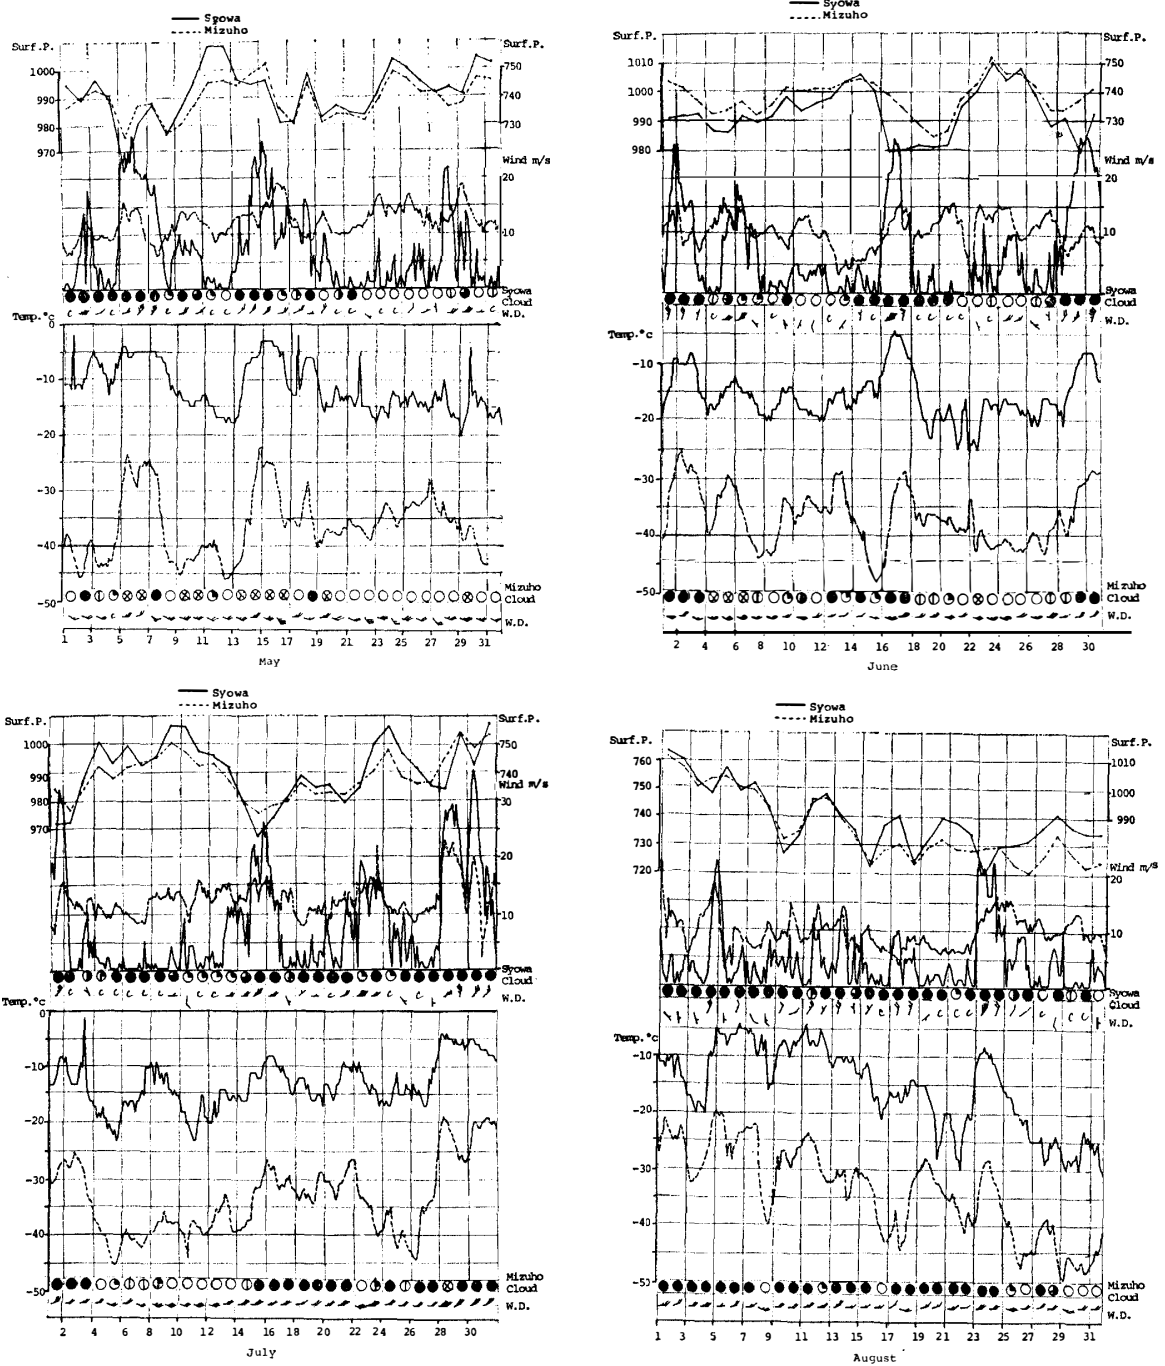 Syowa
Mizuho
Surf.P.
Surf.P.
1000
990
980
970
750
740
730
Wind m/s
20
10
Syowa
Cloud
W.D.
Temp.°c
0
-10
-20
-30
-40
-50
Mizuho
Cloud
W.D.
1 3 5 7 9 11 13 15 17 19 21 23 25 27 29 31
May
Syowa
Mizuho
Surf.P.
Surf.P.
1010
1010
1000
990
980
750
740
730
Wind m/s
20
10
Syowa
Cloud
W.D.
Temp.°c
-10
-20
-30
-40
-50
Mizuho
Cloud
W.D.
2 4 6 8 10 12 14 16 18 20 22 24 26 28 30
June
Syowa
Mizuho
Surf.P.
Surf.P.
1000
990
980
970
750
740
Wind m/s
30
20
10
Syowa
Cloud
W.D.
Temp.°c
0
-10
-20
-30
-40
-50
Mizuho
Cloud
W.D.
2 4 6 8 10 12 14 16 18 20 22 24 26 28 30
July
Syowa
Mizuho
Surf.P.
Surf.P.
760
750
740
730
720
1010
1000
990
Wind m/s
20
10
Syowa
Cloud
W.D.
Temp.°c
-10
-20
-30
-40
-50
Mizuho
Cloud
W.D.
1 3 5 7 9 11 13 15 17 19 21 23 25 27 29 31
August